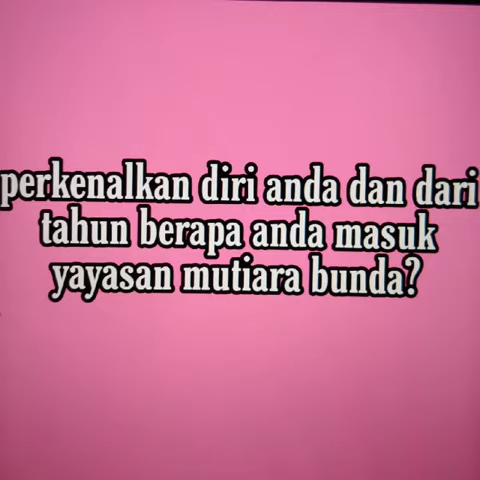 perkenalkan diri anda dan dari
tahun berapa anda masuk
yayasan mutiara bunda?